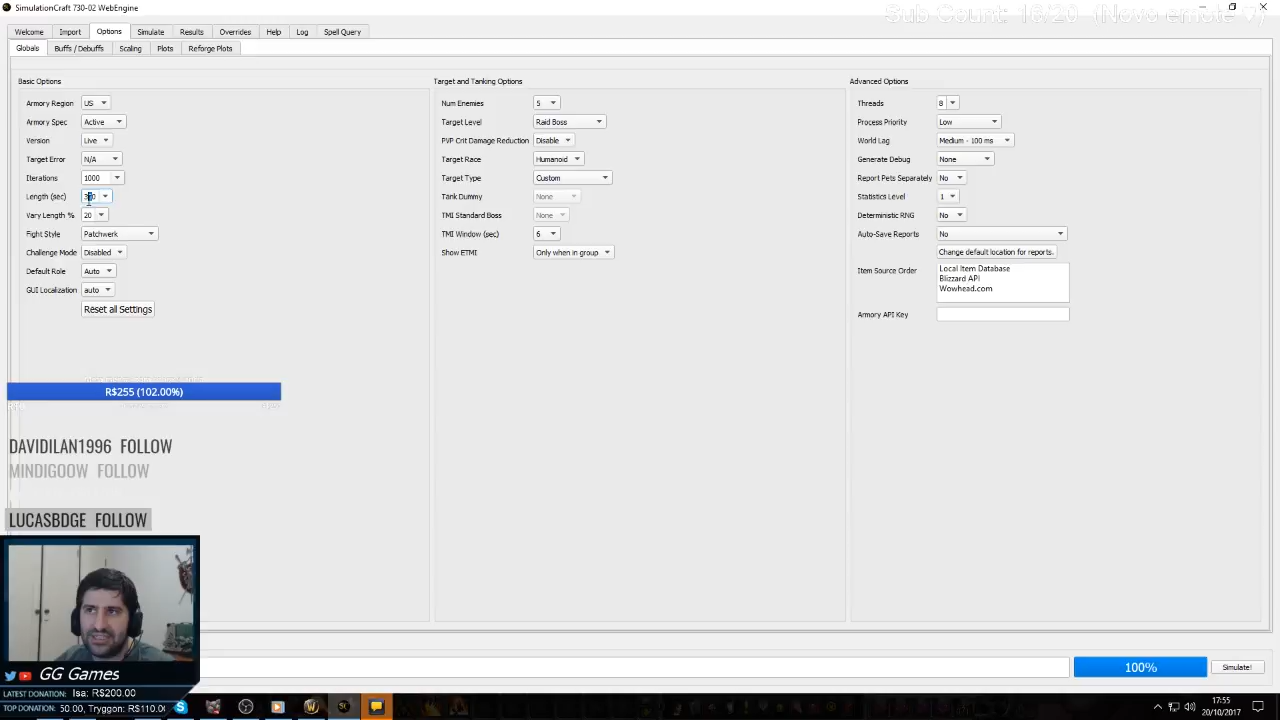 SimulationCraft 730-02 WebEngine
Sub Count: 16/20 (Novo emote ♥)
Welcome Import Options Simulate Results Overrides Help Log Spell Query
Globals Buffs / Debuffs Scaling Plots Reforge Plots
Basic Options
Armory Region US
Armory Spec Active
Version Live
Target Error N/A
Iterations 1000
Length (sec)
Vary Length % 20
Fight Style Patchwerk
Challenge Mode Disabled
Default Role Auto
GUI Localization auto
Reset all Settings
Target and Tanking Options
Num Enemies 5
Target Level Raid Boss
PVP Crit Damage Reduction Disable
Target Race Humanoid
Target Type Custom
Tank Dummy None
TMI Standard Boss None
TMI Window (sec) 6
Show ETMI Only when in group
Advanced Options
Threads 8
Process Priority Low
World Lag Medium - 100 ms
Generate Debug None
Report Pets Separately No
Statistics Level 1
Deterministic RNG No
Auto-Save Reports No
Change default location for reports.
Item Source Order Local Item Database
Blizzard API
Wowhead.com
Armory API Key
R$255 (102.00%)
DAVIDILAN1996 FOLLOW
MINDIGOOW FOLLOW
LUCASBDGE FOLLOW
GG Games
LATEST DONATION: Isa: R$200.00
TOP DONATION: 50.00, Tryggon: R$110.0
100% Simulate!
17:55
20/10/2017